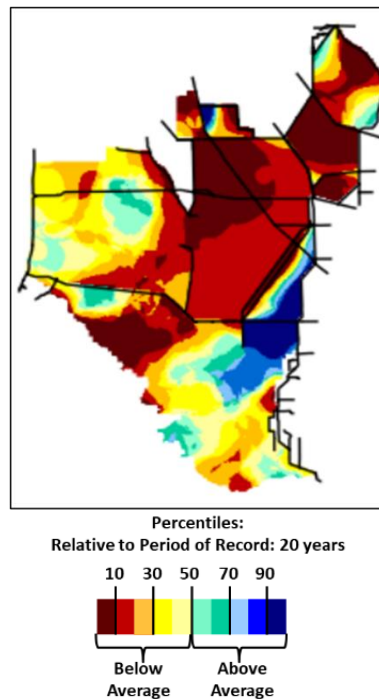 Percentiles:
Relative to Period of Record: 20 years
10 30 50 70 90
Below Above
Average Average